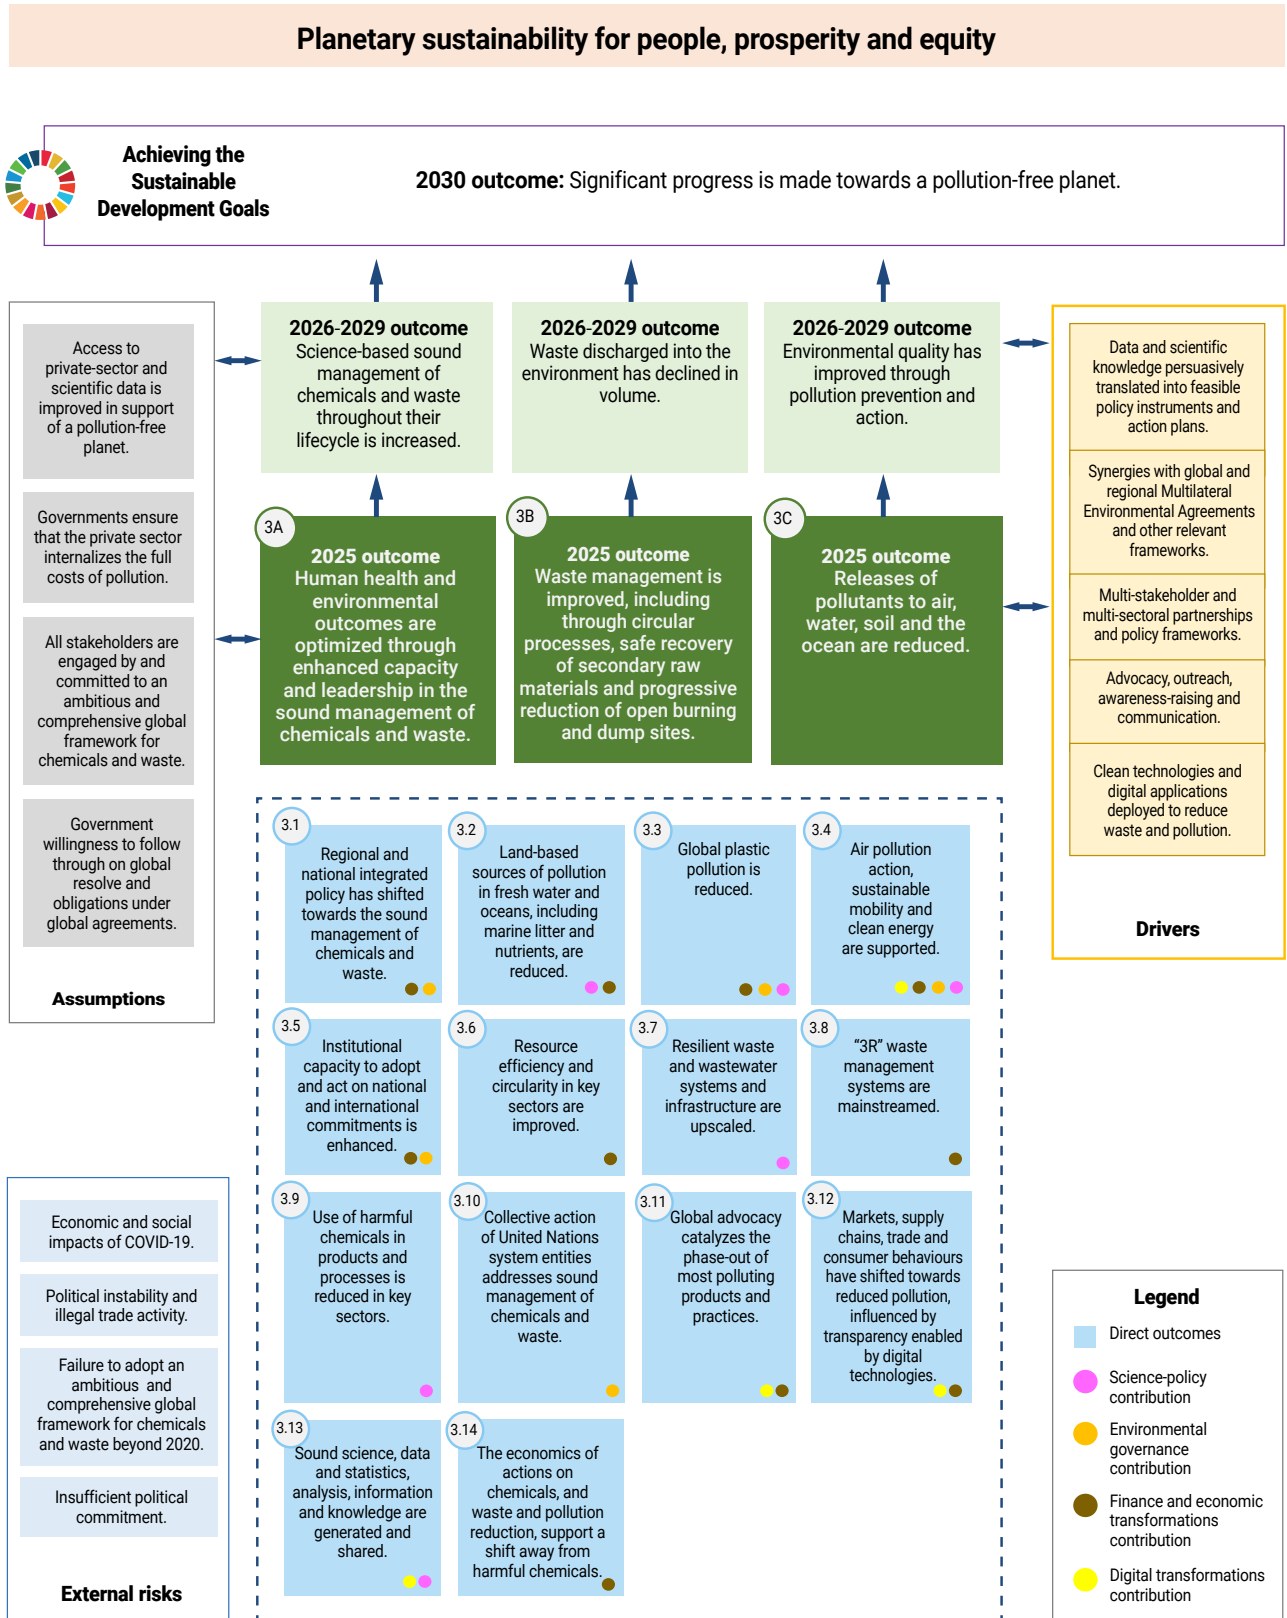 Planetary sustainability for people, prosperity and equity
Achieving the
Sustainable
Development Goals
2030 outcome: Significant progress is made towards a pollution-free planet.
Access to
private-sector and
scientific data is
improved in support
of a pollution-free
planet.
Governments ensure
that the private sector
internalizes the full
costs of pollution.
All stakeholders are
engaged by and
committed to an
ambitious and
comprehensive global
framework for
chemicals and waste.
Government
willingness to follow
through on global
resolve and
obligations under
global agreements.
Assumptions
2026-2029 outcome
Science-based sound
management of
chemicals and waste
throughout their
lifecycle is increased.
2026-2029 outcome
Waste discharged into the
environment has declined in
volume.
2026-2029 outcome
Environmental quality has
improved through
pollution prevention and
action.
3A
2025 outcome
Human health and
environmental
outcomes are
optimized through
enhanced capacity
and leadership in the
sound management of
chemicals and waste.
3B
2025 outcome
Waste management is
improved, including
through circular
processes, safe recovery
of secondary raw
materials and progressive
reduction of open burning
and dump sites.
3C
2025 outcome
Releases of
pollutants to air,
water, soil and the
ocean are reduced.
Data and scientific
knowledge persuasively
translated into feasible
policy instruments and
action plans.
Synergies with global and
regional Multilateral
Environmental Agreements
and other relevant
frameworks.
Multi-stakeholder and
multi-sectoral partnerships
and policy frameworks.
Advocacy, outreach,
awareness-raising and
communication.
Clean technologies and
digital applications
deployed to reduce
waste and pollution.
Drivers
3.1
Regional and
national integrated
policy has shifted
towards the sound
management of
chemicals and
waste.
3.2
Land-based
sources of pollution
in fresh water and
oceans, including
marine litter and
nutrients, are
reduced.
3.3
Global plastic
pollution is
reduced.
3.4
Air pollution
action,
sustainable
mobility and
clean energy
are supported.
3.5
Institutional
capacity to adopt
and act on national
and international
commitments is
enhanced.
3.6
Resource
efficiency and
circularity in key
sectors are
improved.
3.7
Resilient waste
and wastewater
systems and
infrastructure are
upscaled.
3.8
“3R” waste
management
systems are
mainstreamed.
3.9
Use of harmful
chemicals in
products and
processes is
reduced in key
sectors.
3.10
Collective action
of United Nations
system entities
addresses sound
management of
chemicals and
waste.
3.11
Global advocacy
catalyzes the
phase-out of
most polluting
products and
practices.
3.12
Markets, supply
chains, trade and
consumer behaviours
have shifted towards
reduced pollution,
influenced by
transparency enabled
by digital
technologies.
3.13
Sound science, data
and statistics,
analysis, information
and knowledge are
generated and
shared.
3.14
The economics of
actions on
chemicals, and
waste and pollution
reduction, support a
shift away from
harmful chemicals.
Economic and social
impacts of COVID-19.
Political instability and
illegal trade activity.
Failure to adopt an
ambitious and
comprehensive global
framework for chemicals
and waste beyond 2020.
Insufficient political
commitment.
External risks
Legend
Direct outcomes
Science-policy
contribution
Environmental
governance
contribution
Finance and economic
transformations
contribution
Digital transformations
contribution